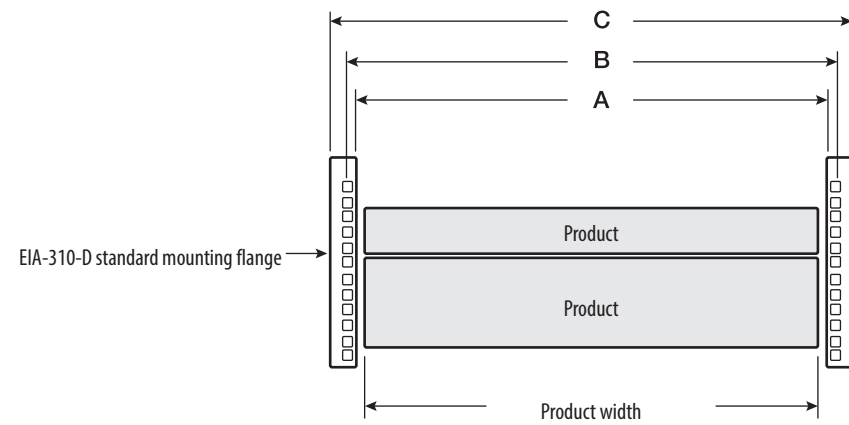 C
B
A
Product
EIA-310-D standard mounting flange
Product
Product width